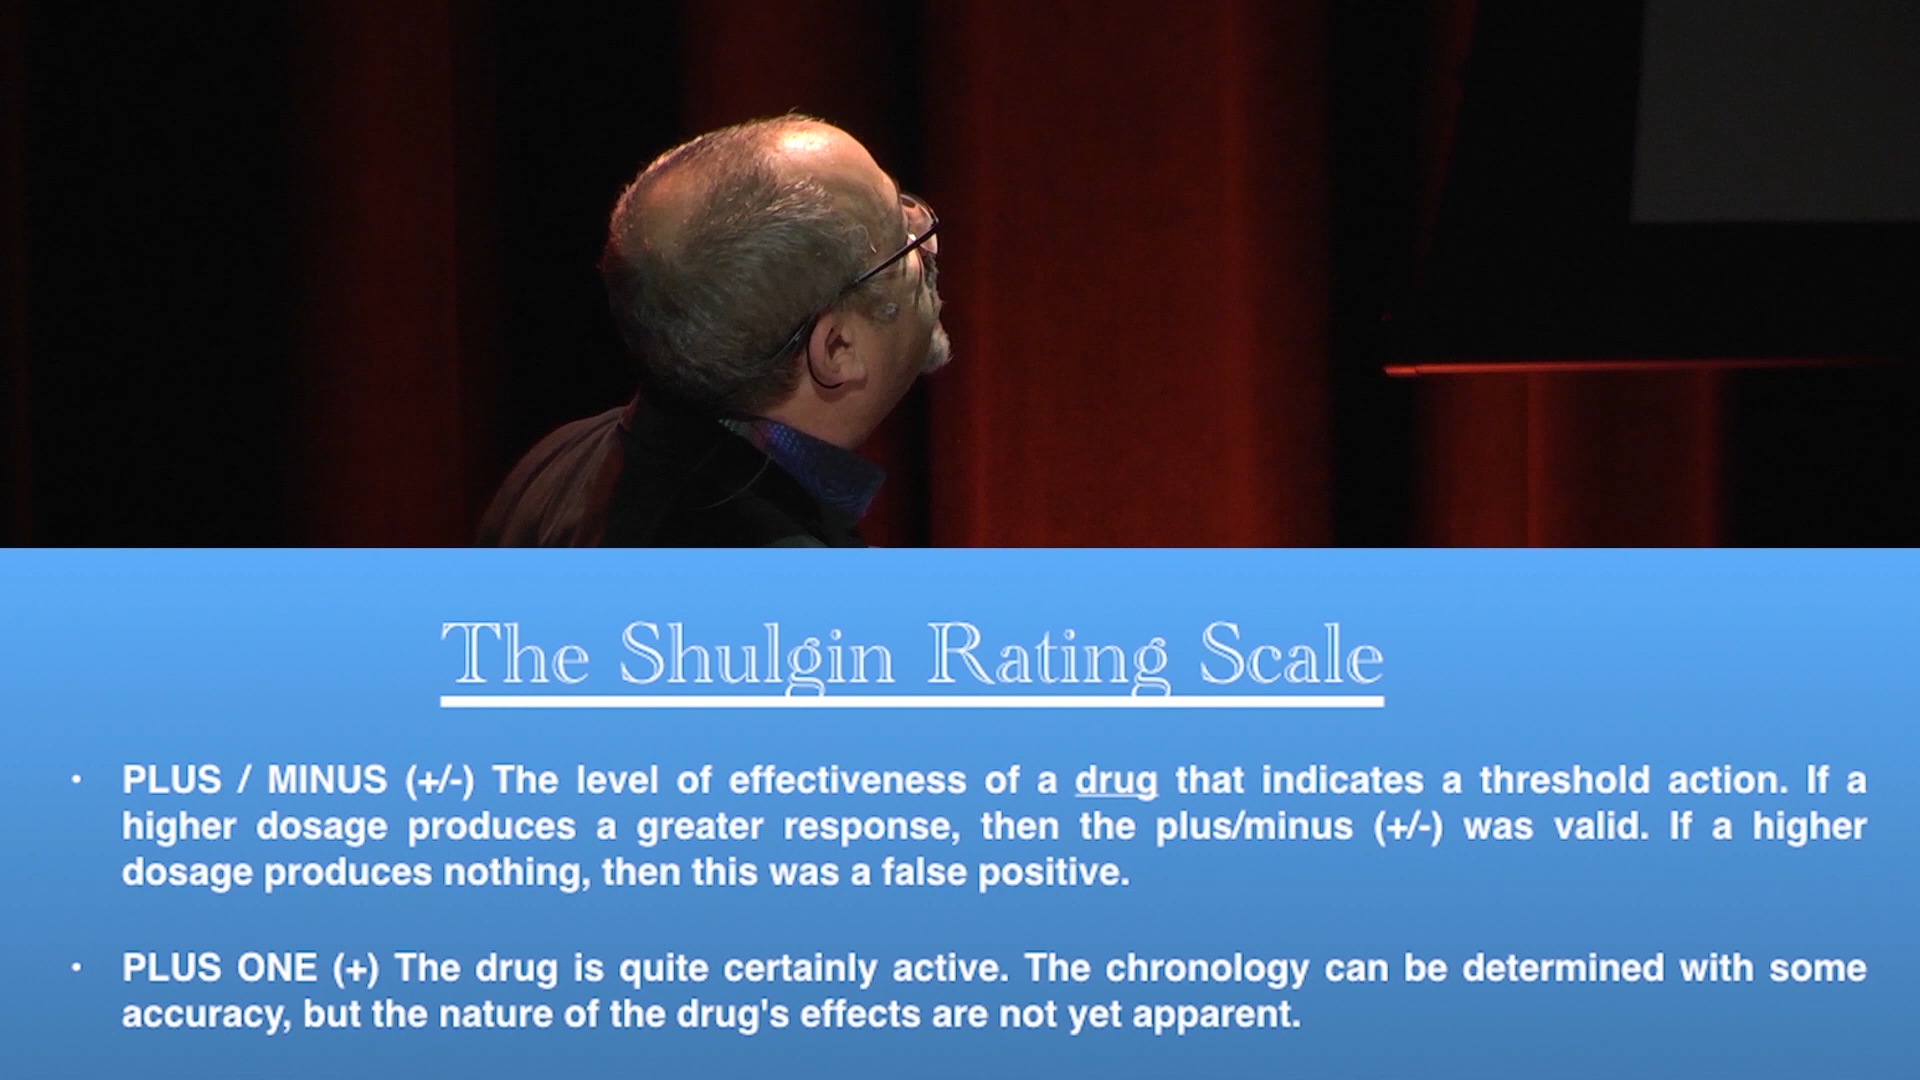 The Shulgin Rating Scale
• PLUS / MINUS (+/-) The level of effectiveness of a drug that indicates a threshold action. If a
higher dosage produces a greater response, then the plus/minus (+/-) was valid. If a higher
dosage produces nothing, then this was a false positive.
• PLUS ONE (+) The drug is quite certainly active. The chronology can be determined with some
accuracy, but the nature of the drug's effects are not yet apparent.